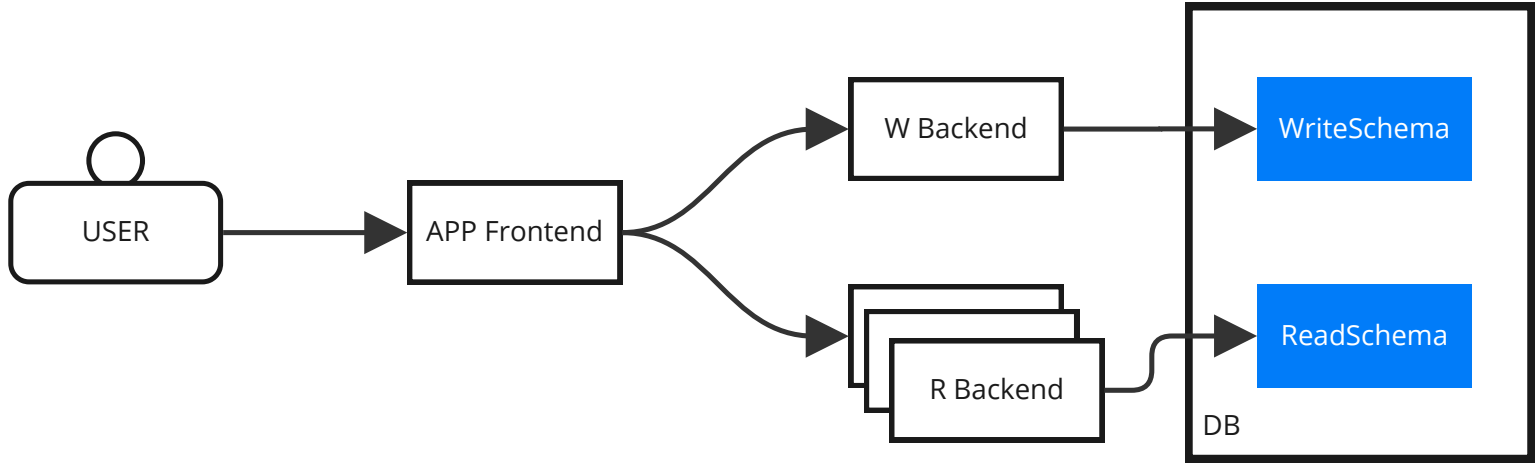 USER
APP Frontend
W Backend
R Backend
WriteSchema
ReadSchema
DB